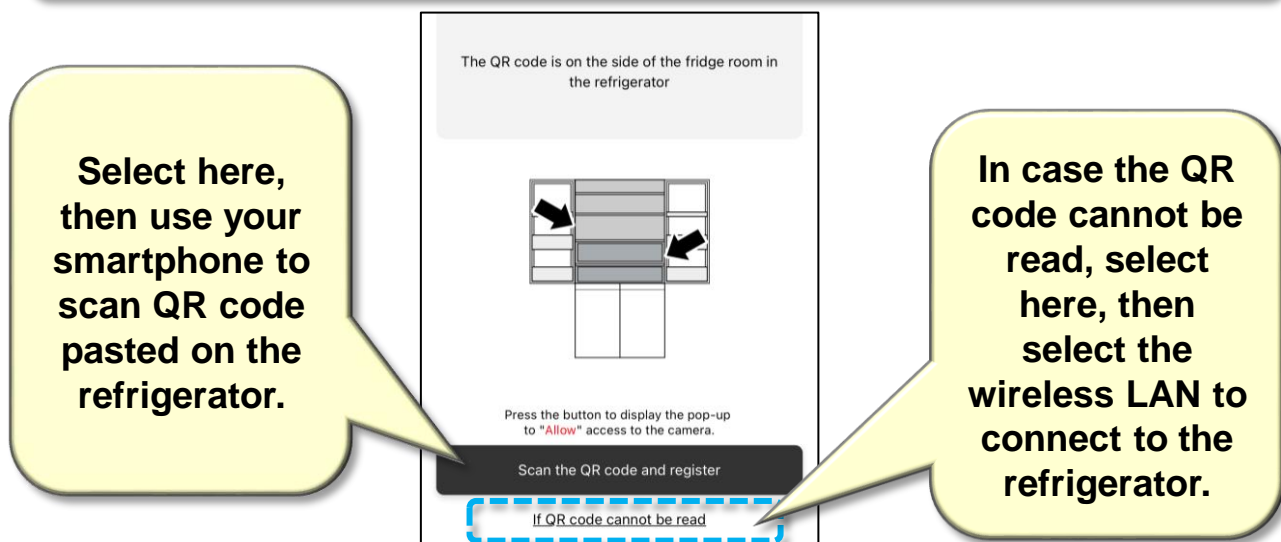 The QR code is on the side of the fridge room in
the refrigerator
Select here,
then use your
smartphone to
scan QR code
pasted on the
refrigerator.
In case the QR
code cannot be
read, select
here, then
select the
wireless LAN to
connect to the
refrigerator.
Press the button to display the pop-up
to "Allow" access to the camera.
Scan the QR code and register
If QR code cannot be read